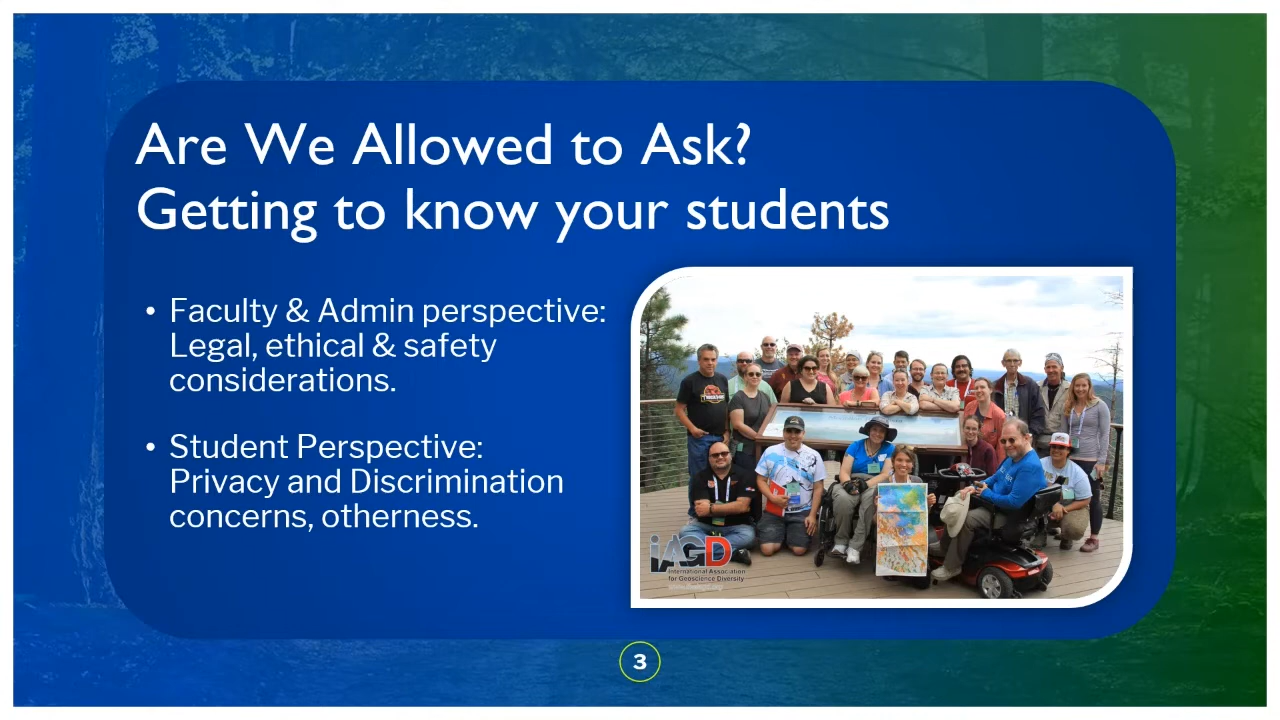 Are We Allowed to Ask?
Getting to know your students
• Faculty & Admin perspective:
Legal, ethical & safety
considerations.
• Student Perspective:
Privacy and Discrimination
concerns, otherness.
iAGD
International Association
for Geoscience Diversity
3